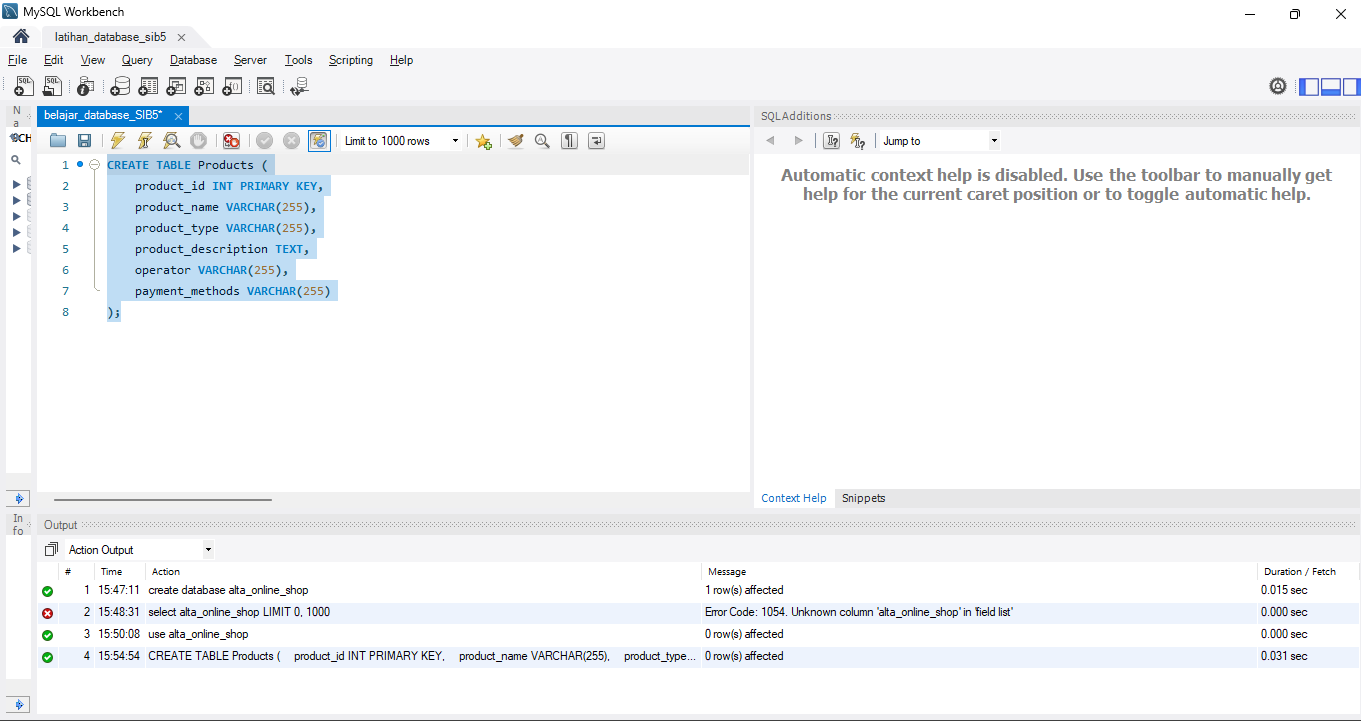 MySQL Workbench
latihan_database_sib5
File Edit View Query Database Server Tools Scripting Help
N
a
SCH
belajar_database_SIB5*
Limit to 1000 rows
1 CREATE TABLE Products (
2 product_id INT PRIMARY KEY,
3 product_name VARCHAR(255),
4 product_type VARCHAR(255),
5 product_description TEXT,
6 operator VARCHAR(255),
7 payment_methods VARCHAR(255)
8 );
SQLAdditions
Jump to
Automatic context help is disabled. Use the toolbar to manually get
help for the current caret position or to toggle automatic help.
Context Help Snippets
In
fo
Output
Action Output
# Time Action Message Duration / Fetch
1 15:47:11 create database alta_online_shop 1 row(s) affected 0.015 sec
2 15:48:31 select alta_online_shop LIMIT 0, 1000 Error Code: 1054. Unknown column 'alta_online_shop' in 'field list' 0.000 sec
3 15:50:08 use alta_online_shop 0 row(s) affected 0.000 sec
4 15:54:54 CREATE TABLE Products ( product_id INT PRIMARY KEY, product_name VARCHAR(255), product_type... 0 row(s) affected 0.031 sec